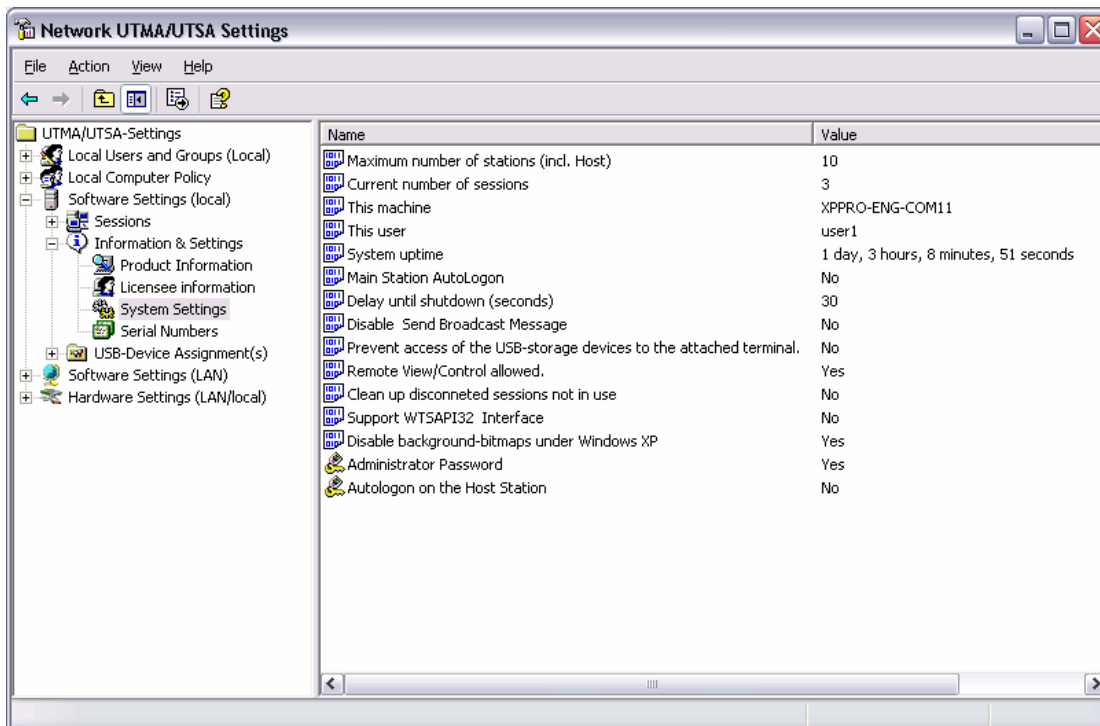 Network UTMA/UTSA Settings
File Action View Help
UTMA/UTSA-Settings
Local Users and Groups (Local)
Local Computer Policy
Software Settings (local)
Sessions
Information & Settings
Product Information
Licensee information
System Settings
Serial Numbers
USB-Device Assignment(s)
Software Settings (LAN)
Hardware Settings (LAN/local)
Name Value
Maximum number of stations (incl. Host) 10
Current number of sessions 3
This machine XPPRO-ENG-COM11
This user user1
System uptime 1 day, 3 hours, 8 minutes, 51 seconds
Main Station AutoLogon No
Delay until shutdown (seconds) 30
Disable Send Broadcast Message No
Prevent access of the USB-storage devices to the attached terminal. No
Remote View/Control allowed. Yes
Clean up disconneted sessions not in use No
Support WTSAPI32 Interface No
Disable background-bitmaps under Windows XP Yes
Administrator Password Yes
Autologon on the Host Station No